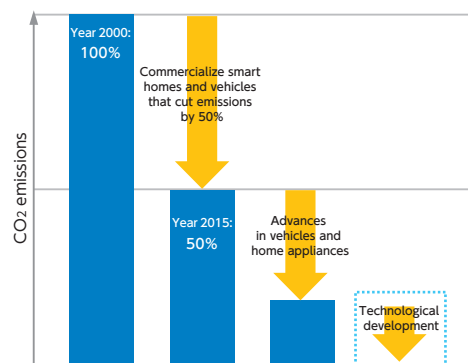 CO2 emissions
Year 2000:
100%
Commercialize smart
homes and vehicles
that cut emissions
by 50%
Year 2015:
50%
Advances
in vehicles and
home appliances
Technological
development